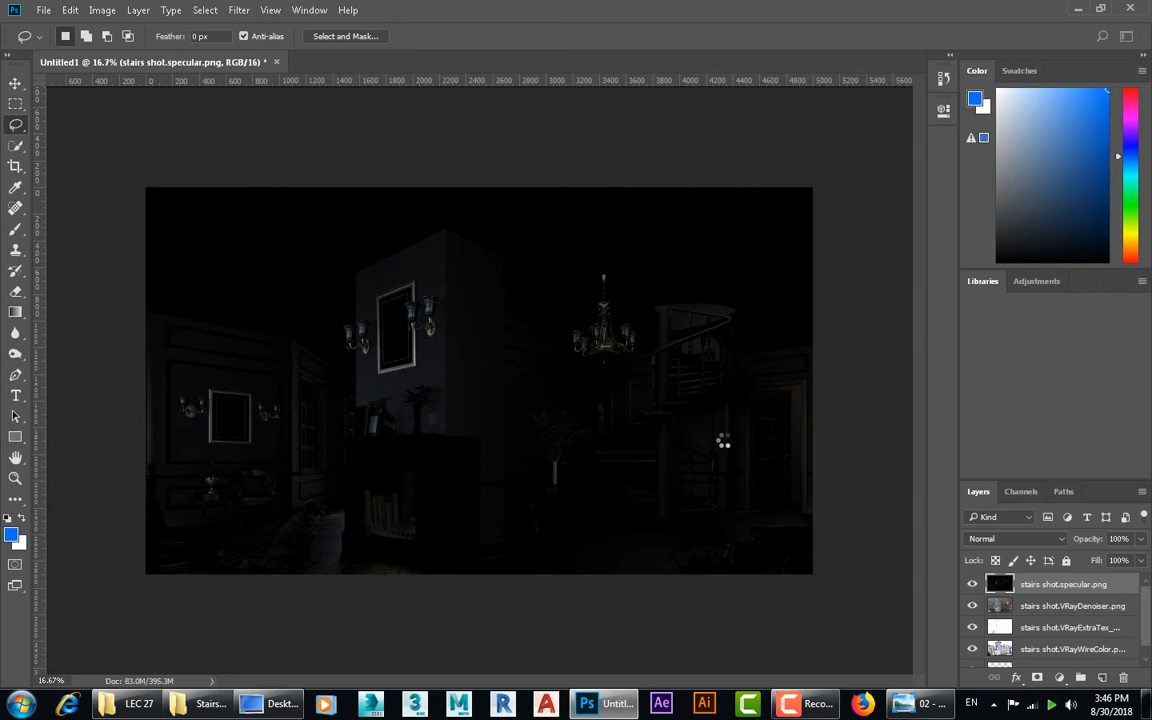 Ps File Edit Image Layer Type Select Filter View Window Help
Feather: 0 px Anti-alias Select and Mask...
Untitled1 @ 16.7% (stairs shot.specular.png, RGB/16) *
600 400 200 0 200 400 600 800 1000 1200 1400 1600 1800 2000 2200 2400 2600 2800 3000 3200 3400 3600 3800 4000 4200 4400 4600 4800 5000 5200 5400 5600
Color Swatches
Libraries Adjustments
Layers Channels Paths
Kind
Normal Opacity: 100%
Lock: Fill: 100%
stairs shot.specular.png
stairs shot.VRayDenoiser.png
stairs shot.VRayExtraTex_...
stairs shot.VRayWireColor.p...
fx
16.67% Doc: 83.0M/395.3M
LEC 27 Stairs... Deskt... Untitl... Reco... 02 - ... EN 3:46 PM
8/30/2018